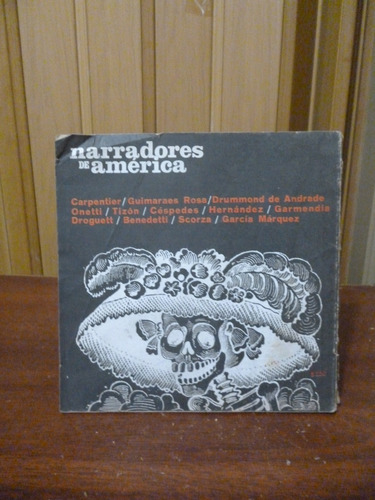 narradores
DE américa
Carpentier/Guimaraes Rosa/Drummond de Andrade
Onetti / Tizón / Céspedes / Hernández / Garmendia
Droguett / Benedetti / Scorza / García Márquez